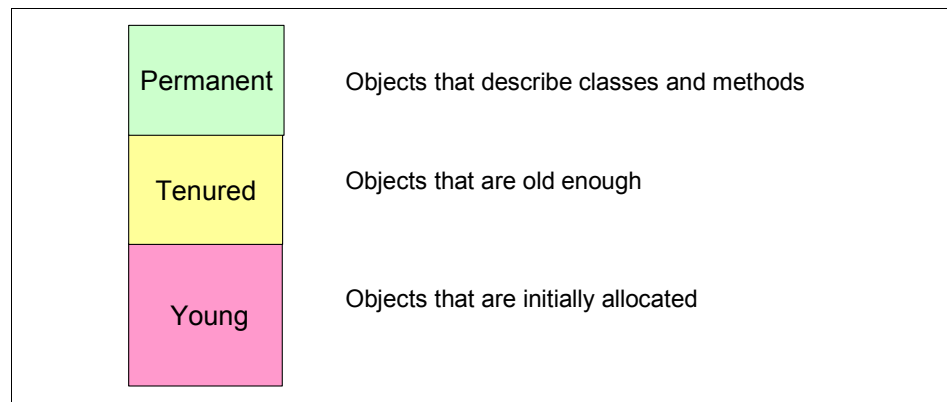 Permanent
Objects that describe classes and methods
Tenured
Objects that are old enough
Young
Objects that are initially allocated